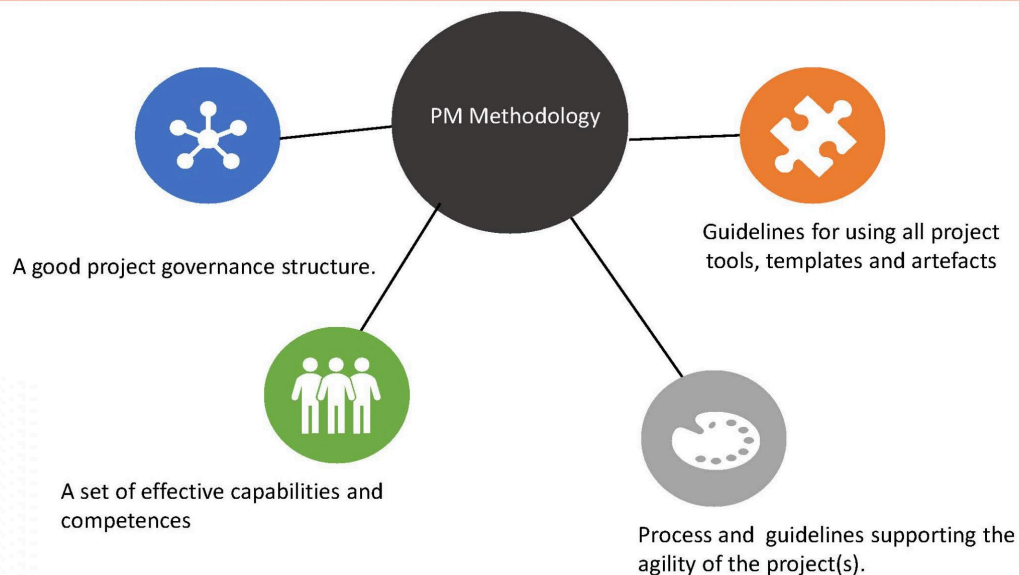 PM Methodology
A good project governance structure.
Guidelines for using all project
tools, templates and artefacts
A set of effective capabilities and
competences
Process and  guidelines supporting the
agility of the project(s).